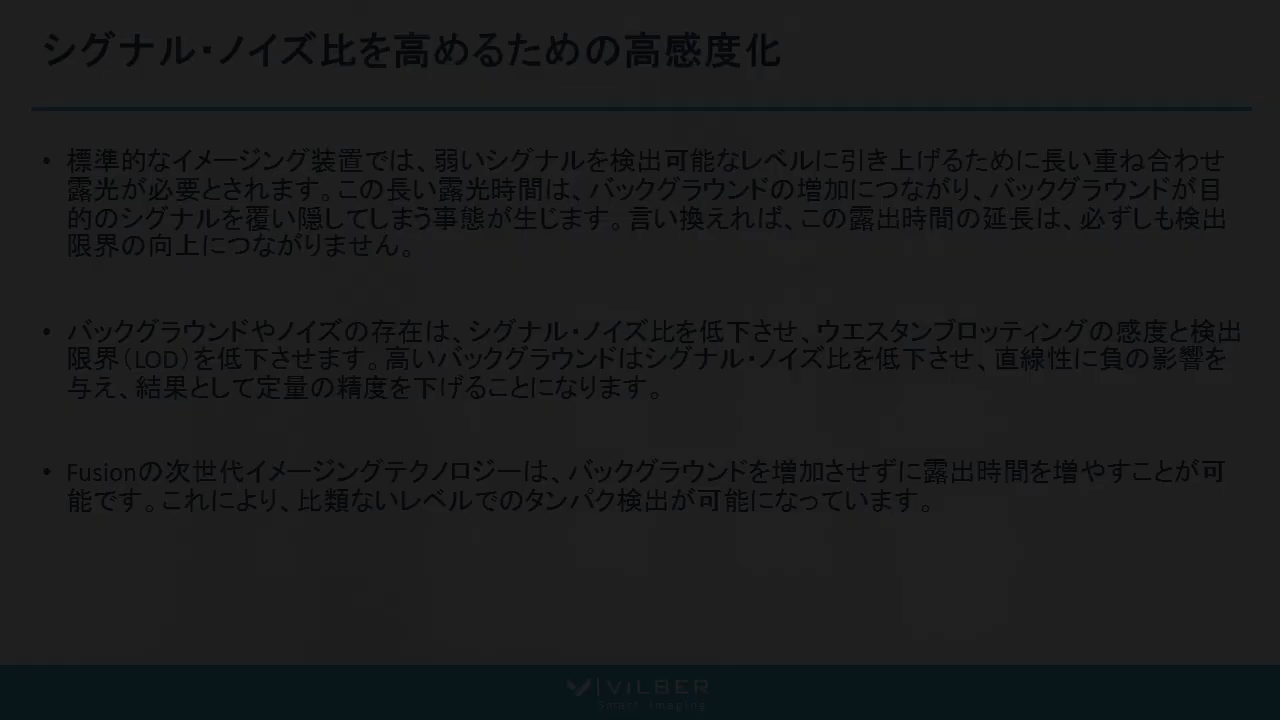 シグナル・ノイズ比を高めるための高感度化
• 標準的なイメージング装置では、弱いシグナルを検出可能なレベルに引き上げるために長い重ね合わせ
露光が必要とされます。この長い露光時間は、バックグラウンドの増加につながり、バックグラウンドが目
的のシグナルを覆い隠してしまう事態が生じます。言い換えれば、この露出時間の延長は、必ずしも検出
限界の向上につながりません。
• バックグラウンドやノイズの存在は、シグナル・ノイズ比を低下させ、ウエスタンブロッティングの感度と検出
限界（LOD）を低下させます。高いバックグラウンドはシグナル・ノイズ比を低下させ、直線性に負の影響を
与え、結果として定量の精度を下げることになります。
• Fusionの次世代イメージングテクノロジーは、バックグラウンドを増加させずに露出時間を増やすことが可
能です。これにより、比類ないレベルでのタンパク検出が可能になっています。
VILBER
Smart Imaging